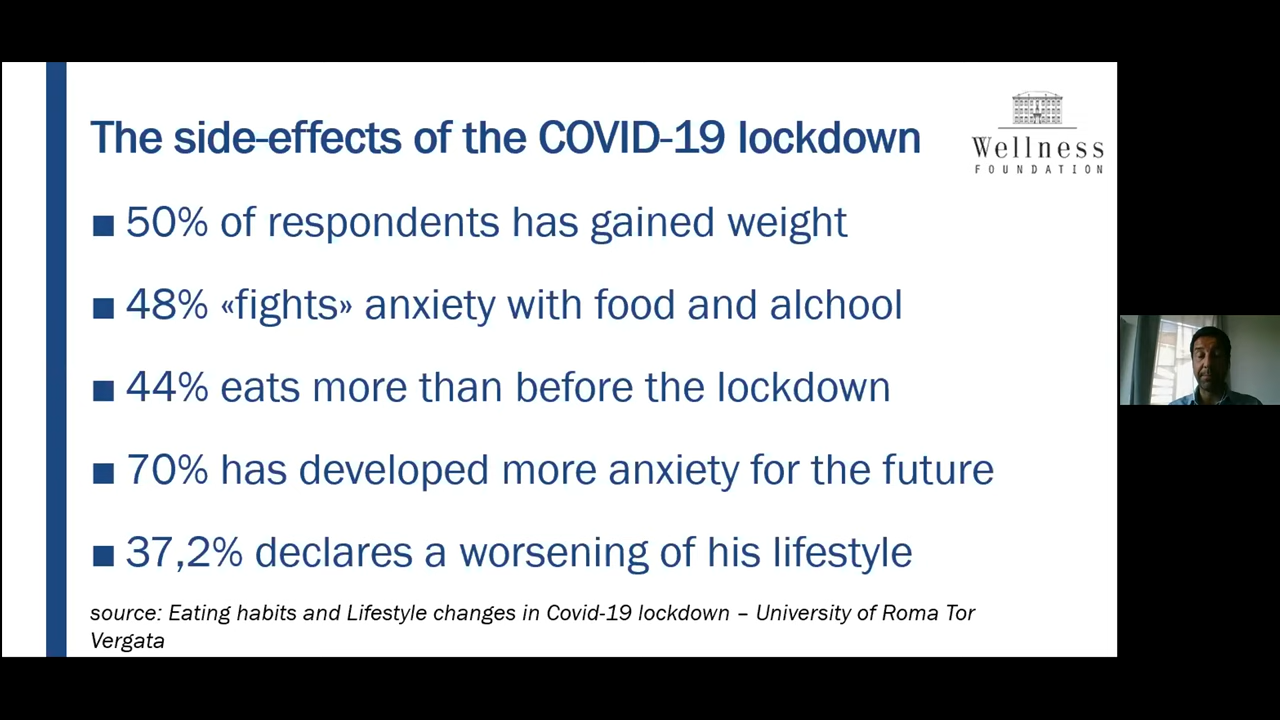 The side-effects of the COVID-19 lockdown
Wellness
FOUNDATION
■ 50% of respondents has gained weight
■ 48% «fights» anxiety with food and alchool
■ 44% eats more than before the lockdown
■ 70% has developed more anxiety for the future
■ 37,2% declares a worsening of his lifestyle
source: Eating habits and Lifestyle changes in Covid-19 lockdown – University of Roma Tor
Vergata